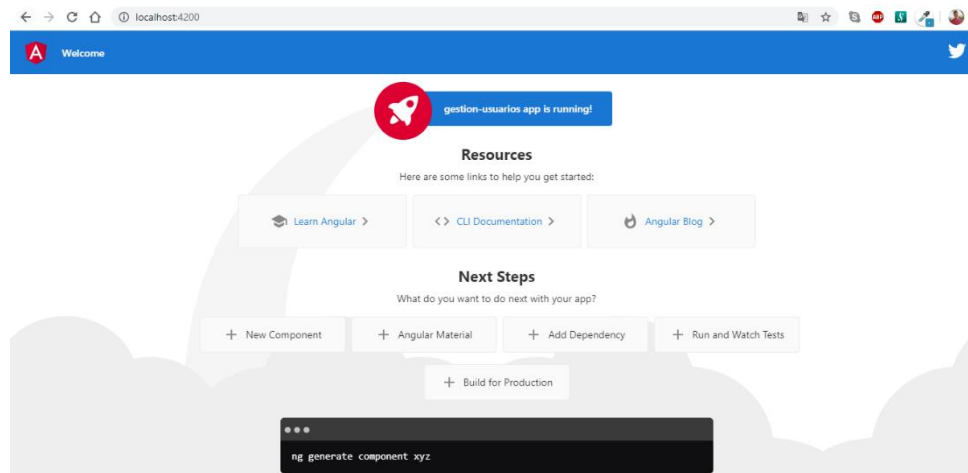 localhost:4200
A Welcome
gestion-usuarios app is running!
Resources
Here are some links to help you get started:
Learn Angular
CLI Documentation
Angular Blog
Next Steps
What do you want to do next with your app?
New Component
Angular Material
Add Dependency
Run and Watch Tests
Build for Production
ng generate component xyz